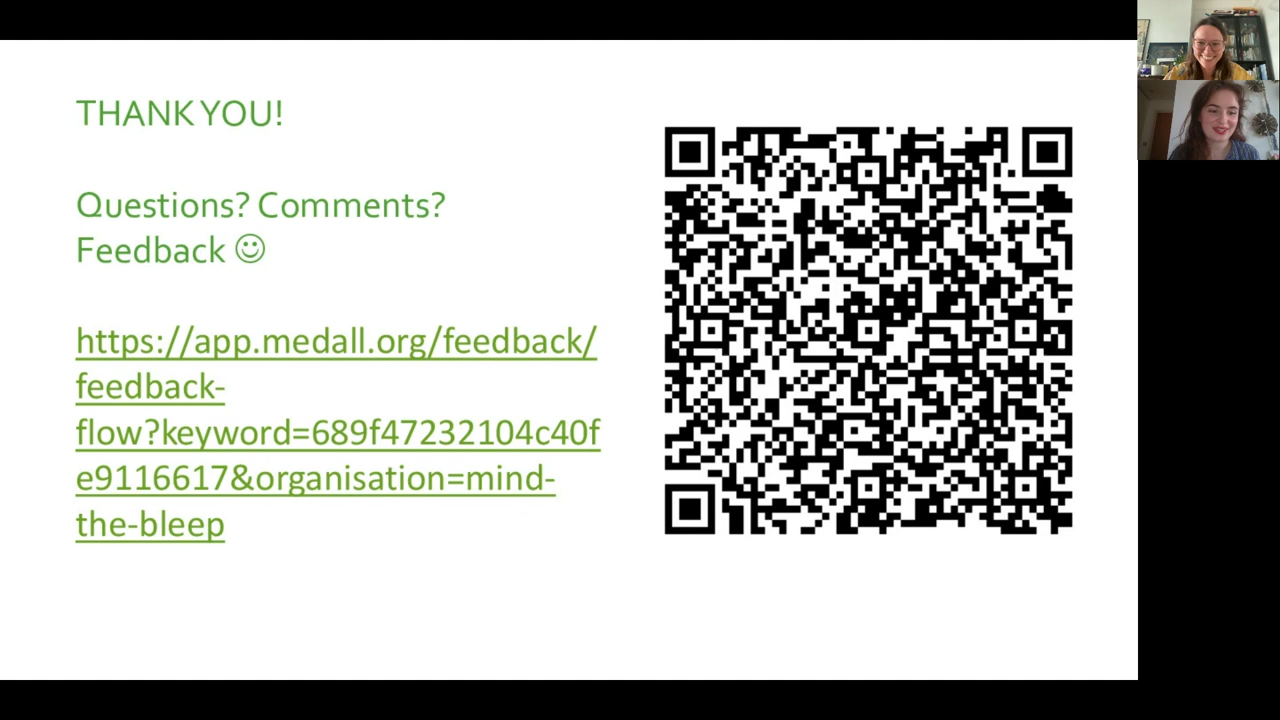 THANK YOU!
Questions? Comments?
Feedback ☺
https://app.medall.org/feedback/
feedback-
flow?keyword=689f47232104c40f
e9116617&organisation=mind-
the-bleep